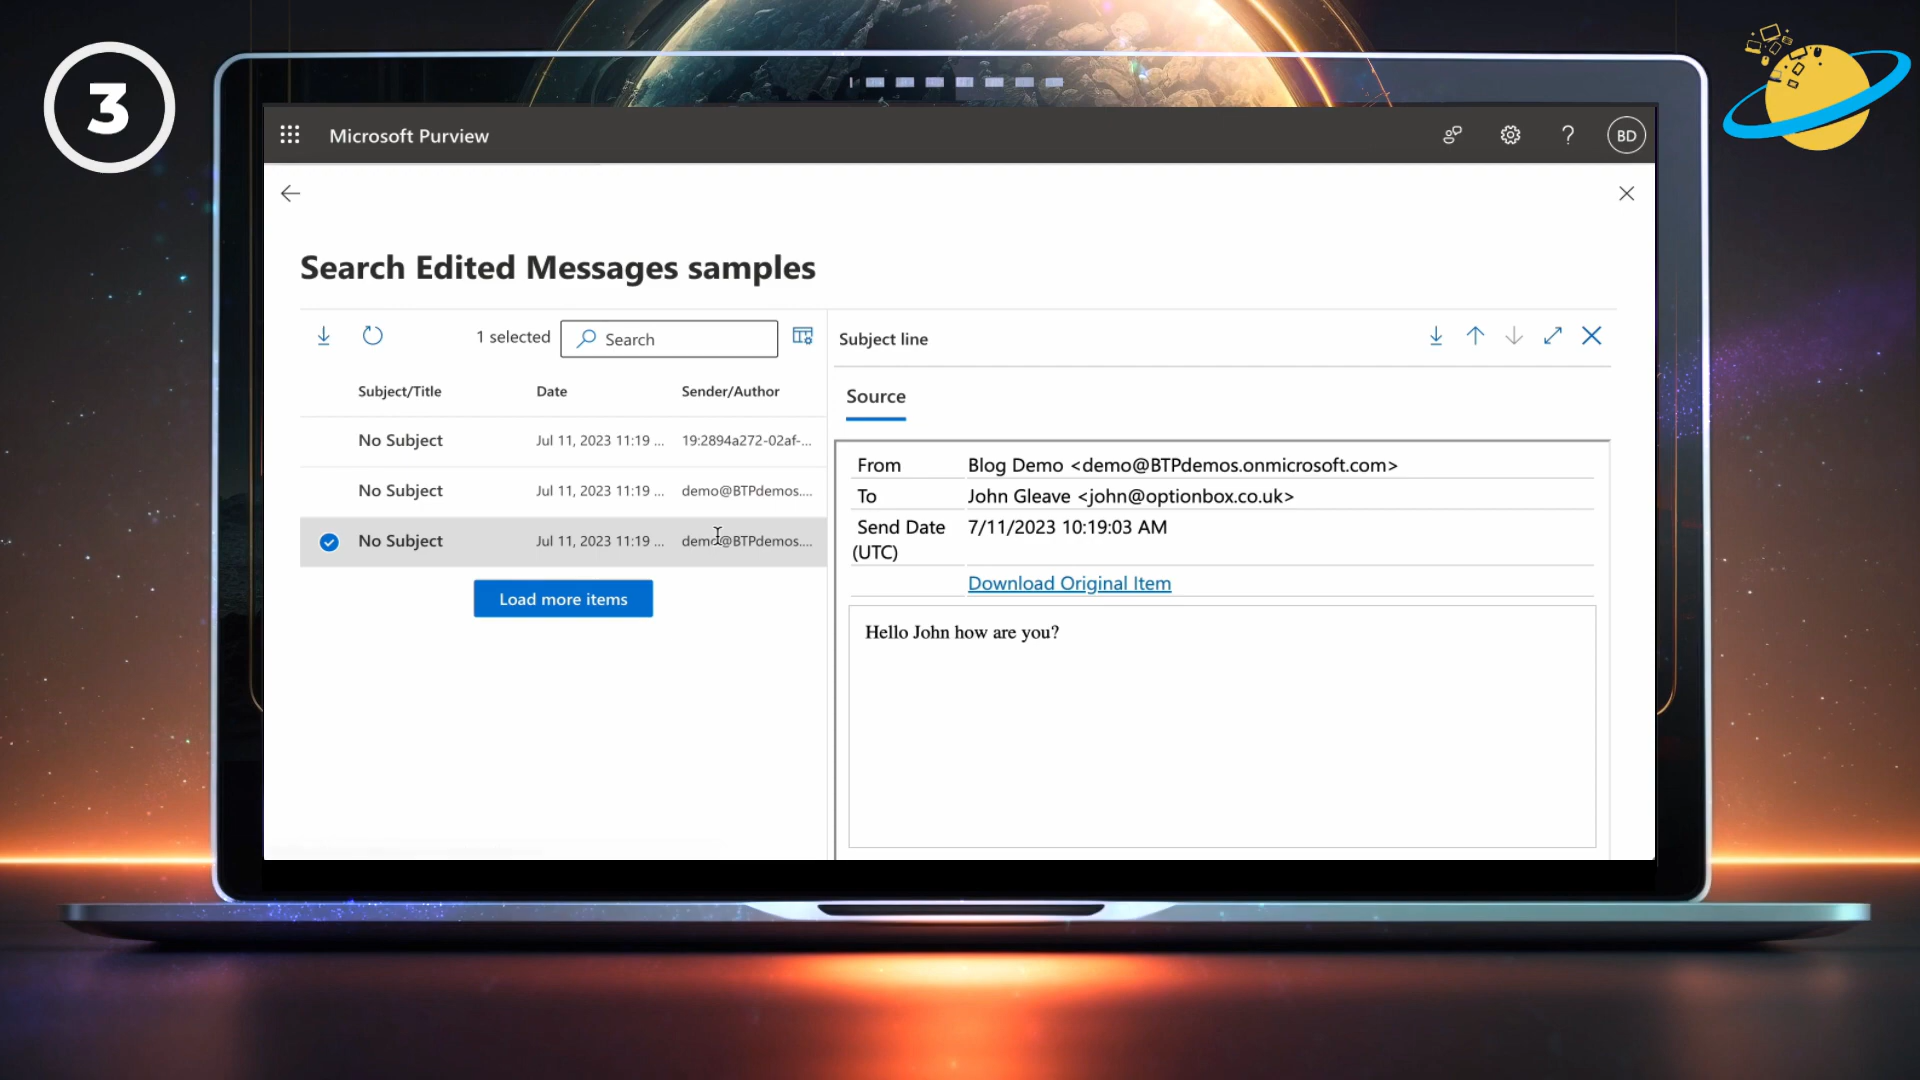 3
Microsoft Purview
BD
Search Edited Messages samples
1 selected
Search
Subject/Title Date Sender/Author
No Subject Jul 11, 2023 11:19 ... 19:2894a272-02af-...
No Subject Jul 11, 2023 11:19 ... demo@BTPdemos....
No Subject Jul 11, 2023 11:19 ... demo@BTPdemos....
Load more items
Subject line
Source
From Blog Demo <demo@BTPdemos.onmicrosoft.com>
To John Gleave <john@optionbox.co.uk>
Send Date 7/11/2023 10:19:03 AM
(UTC)
Download Original Item
Hello John how are you?